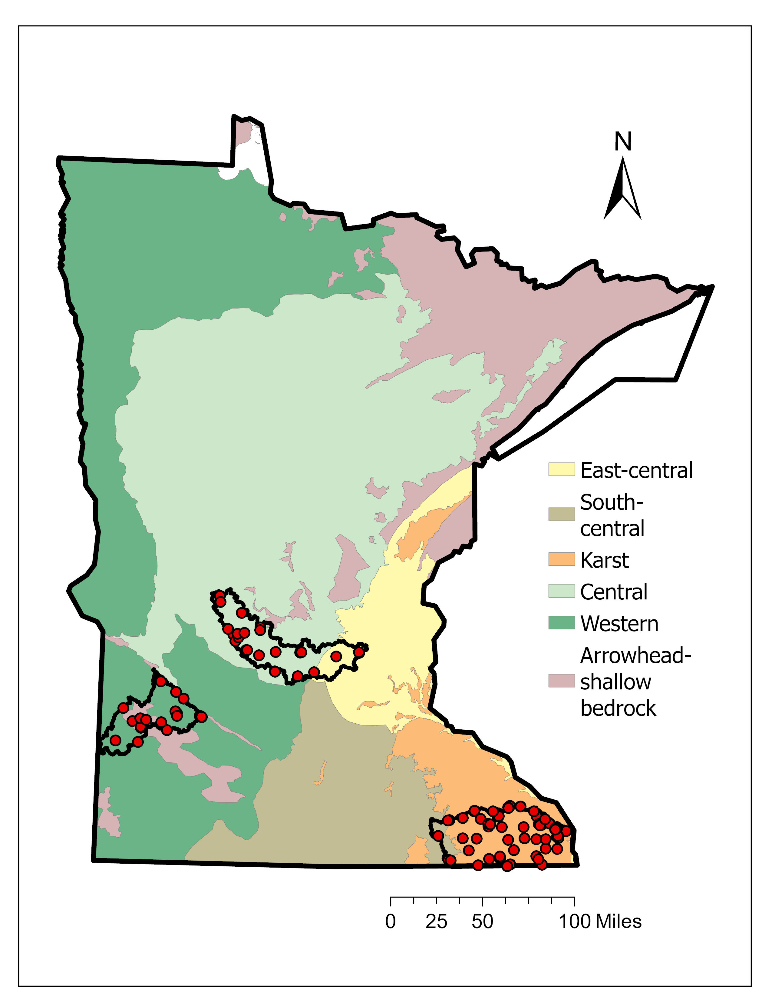 N
East-central
South-
central
Karst
Central
Western
Arrowhead-
shallow
bedrock
0 25 50 100 Miles